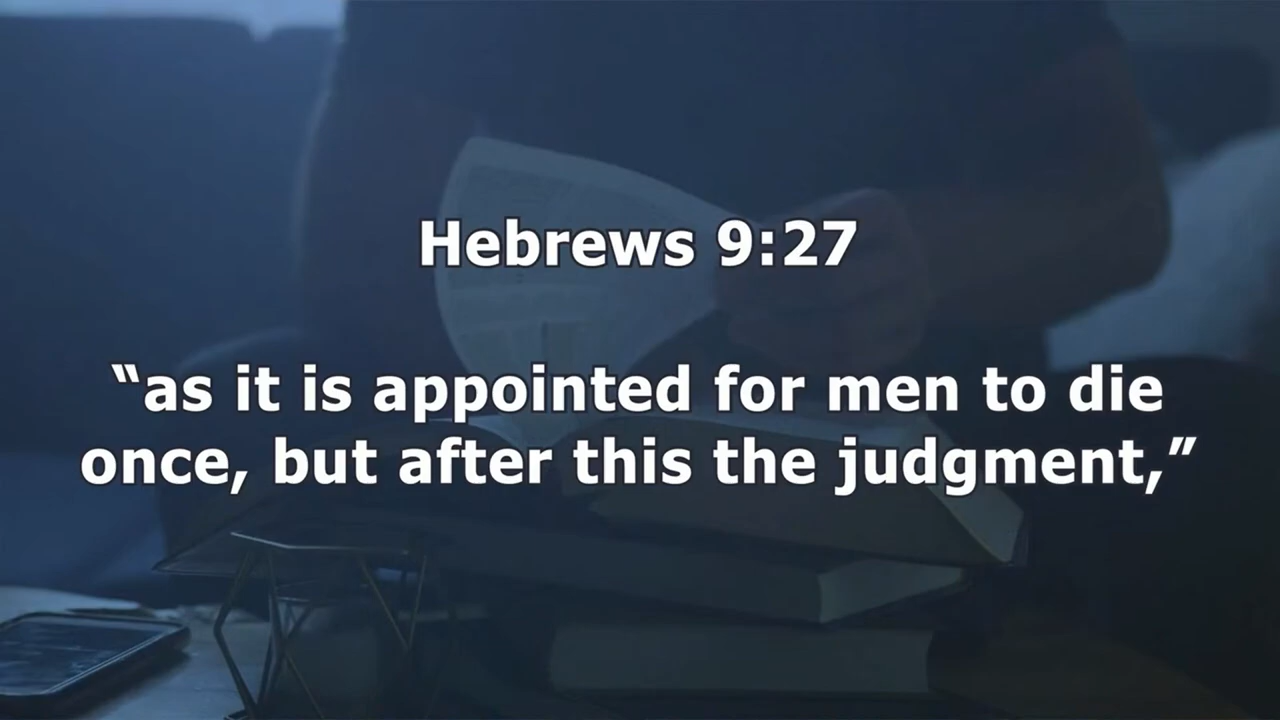 Hebrews 9:27
“as it is appointed for men to die
once, but after this the judgment,”